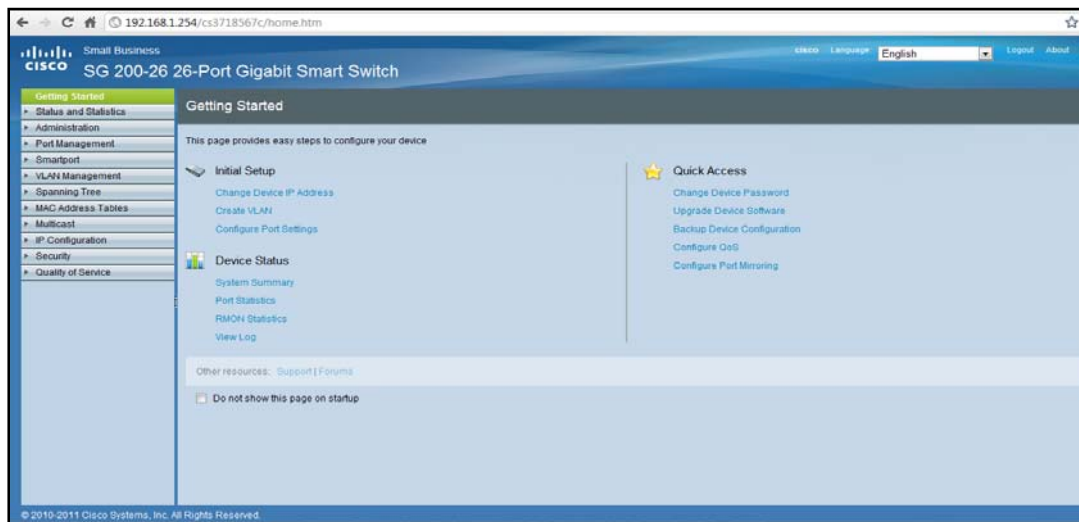 192.168.1.254/cs3718567c/home.htm
Small Business
CISCO
SG 200-26 26-Port Gigabit Smart Switch
cisco Language English Logout About
Getting Started
Status and Statistics
Administration
Port Management
Smartport
VLAN Management
Spanning Tree
MAC Address Tables
Multicast
IP Configuration
Security
Quality of Service
Getting Started
This page provides easy steps to configure your device
Initial Setup
Change Device IP Address
Create VLAN
Configure Port Settings
Device Status
System Summary
Port Statistics
RMON Statistics
View Log
Quick Access
Change Device Password
Upgrade Device Software
Backup Device Configuration
Configure QoS
Configure Port Mirroring
Other resources: Support | Forums
Do not show this page on startup
© 2010-2011 Cisco Systems, Inc. All Rights Reserved.